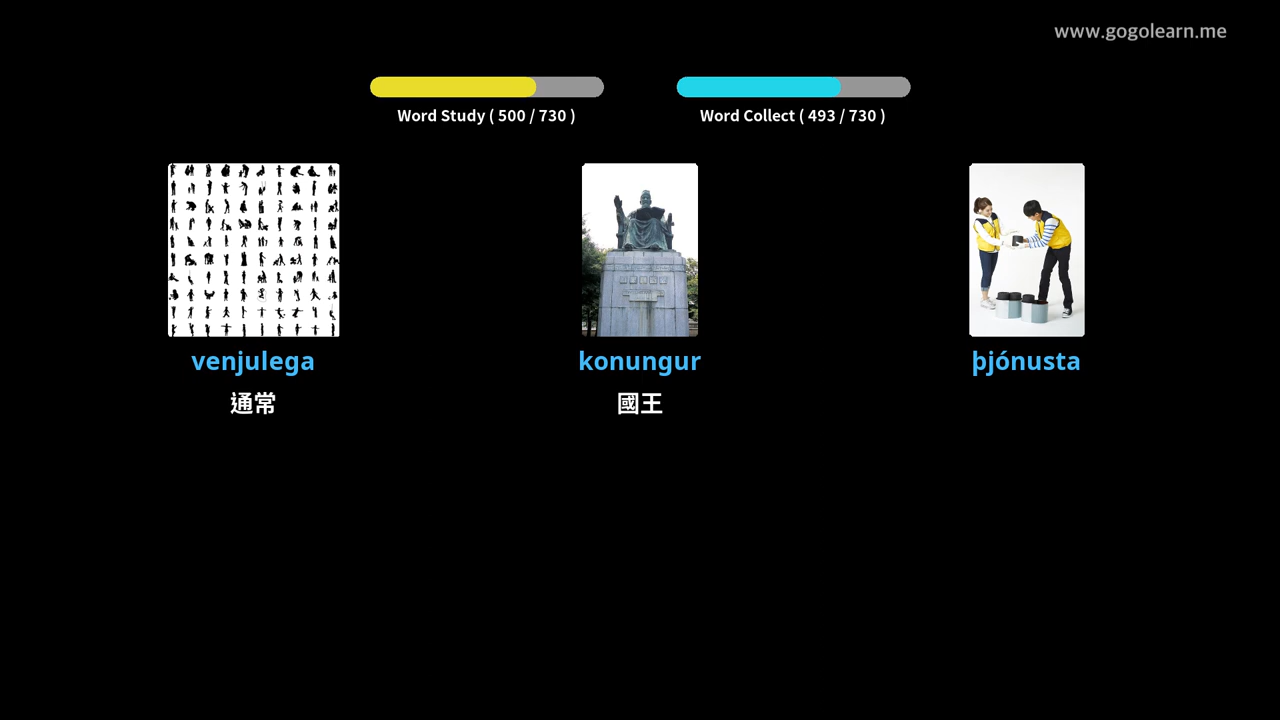 www.gogolearn.me
Word Study ( 500 / 730 )
Word Collect ( 493 / 730 )
venjulega
konungur
þjónusta
通常
國王